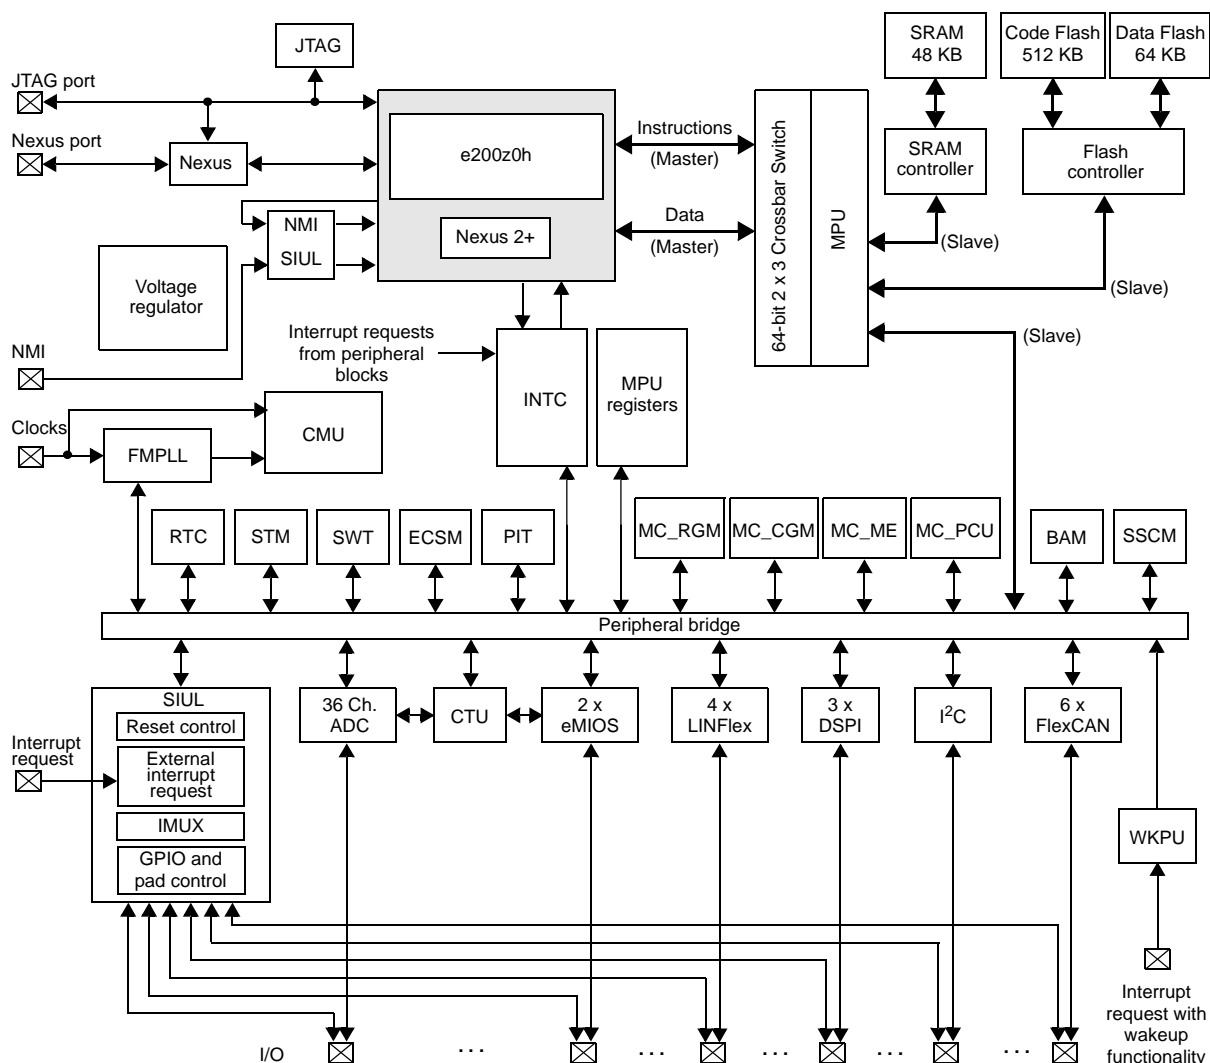 JTAG
SRAM
48 KB
Code Flash
512 KB
Data Flash
64 KB
JTAG port
Nexus port
Nexus
e200z0h
Nexus 2+
Instructions
(Master)
Data
(Master)
64-bit 2 x 3 Crossbar Switch
MPU
SRAM
controller
Flash
controller
(Slave)
(Slave)
(Slave)
NMI
SIUL
Voltage
regulator
NMI
Interrupt requests
from peripheral
blocks
INTC
MPU
registers
Clocks
FMPLL
CMU
RTC
STM
SWT
ECSM
PIT
MC_RGM
MC_CGM
MC_ME
MC_PCU
BAM
SSCM
Peripheral bridge
SIUL
Reset control
External
interrupt
request
IMUX
GPIO and
pad control
Interrupt
request
36 Ch.
ADC
CTU
2 x
eMIOS
4 x
LINFlex
3 x
DSPI
I²C
6 x
FlexCAN
WKPU
I/O
. . .
. . .
. . .
. . .
. . .
Interrupt
request with
wakeup
functionality